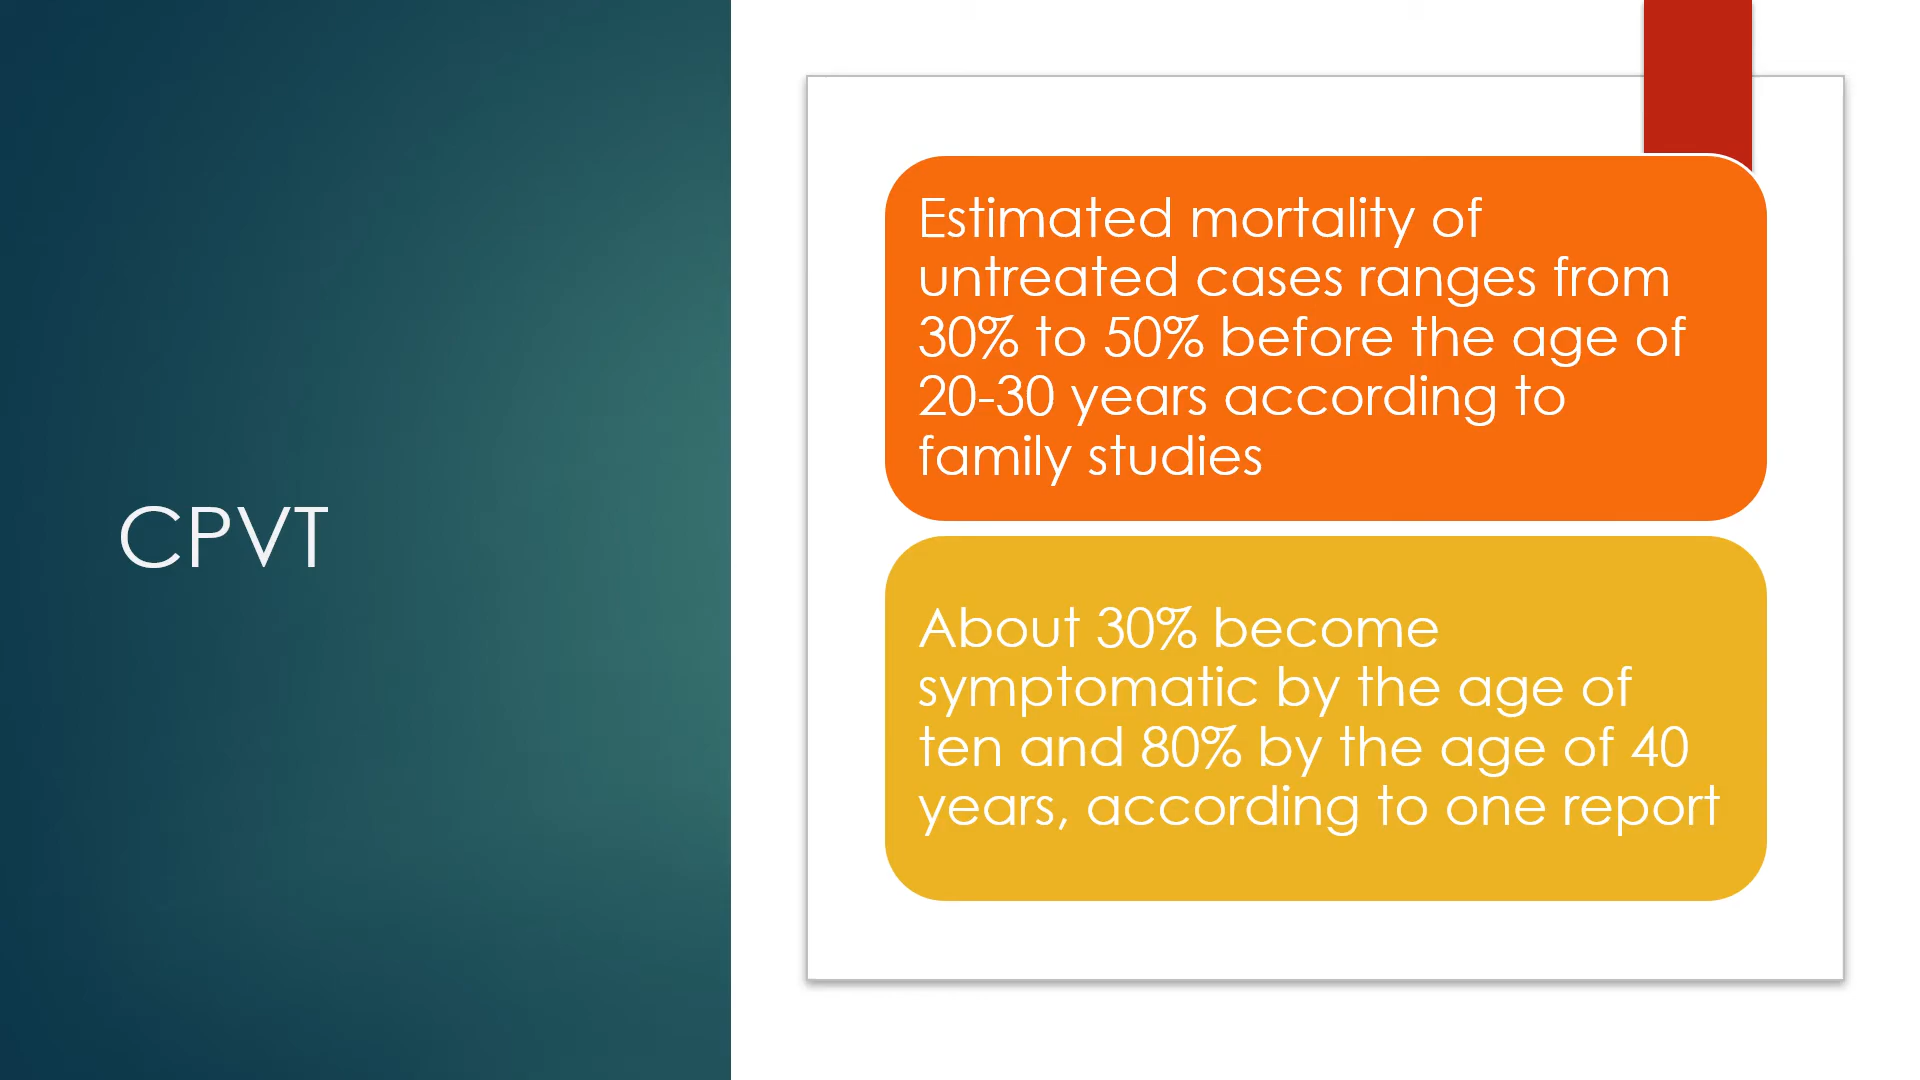 CPVT
Estimated mortality of
untreated cases ranges from
30% to 50% before the age of
20-30 years according to
family studies
About 30% become
symptomatic by the age of
ten and 80% by the age of 40
years, according to one report